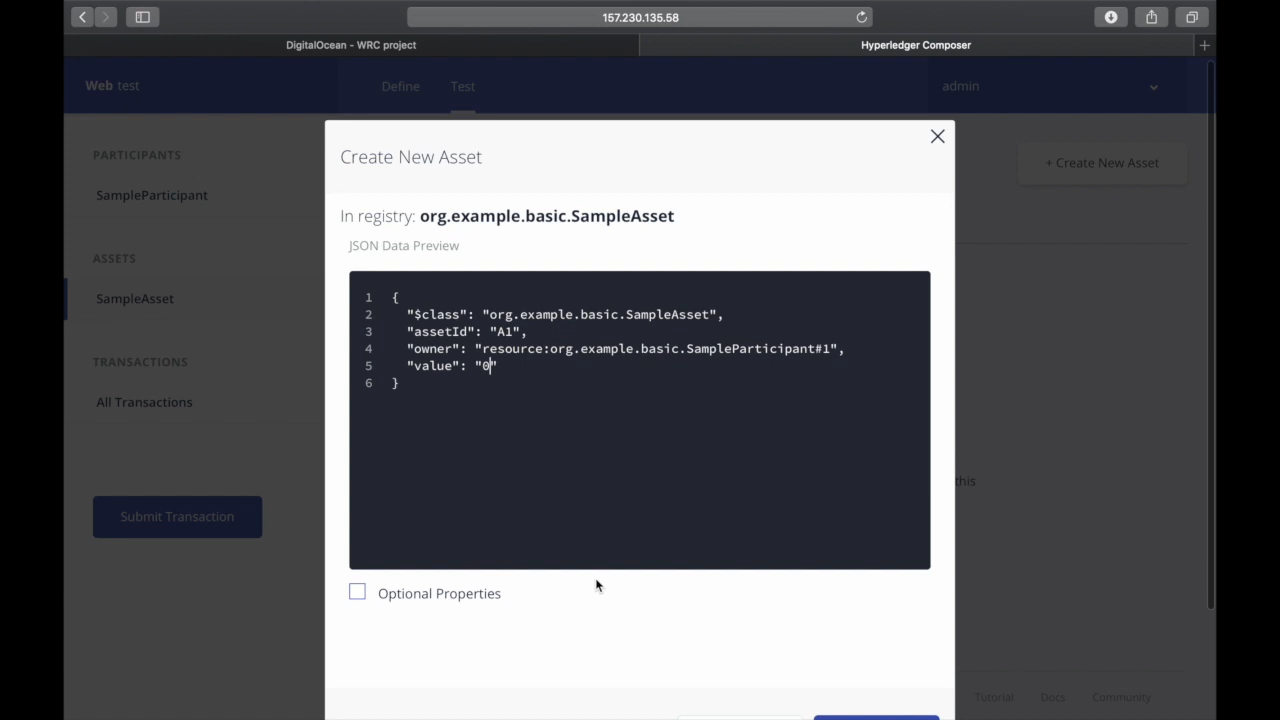 157.230.135.58
DigitalOcean - WRC project
Hyperledger Composer
Web test
Define
Test
admin
PARTICIPANTS
SampleParticipant
ASSETS
SampleAsset
TRANSACTIONS
All Transactions
Submit Transaction
+ Create New Asset
Create New Asset
In registry: org.example.basic.SampleAsset
JSON Data Preview
1 {
2 "$class": "org.example.basic.SampleAsset",
3 "assetId": "A1",
4 "owner": "resource:org.example.basic.SampleParticipant#1",
5 "value": "0"
6 }
this
Optional Properties
Tutorial
Docs
Community